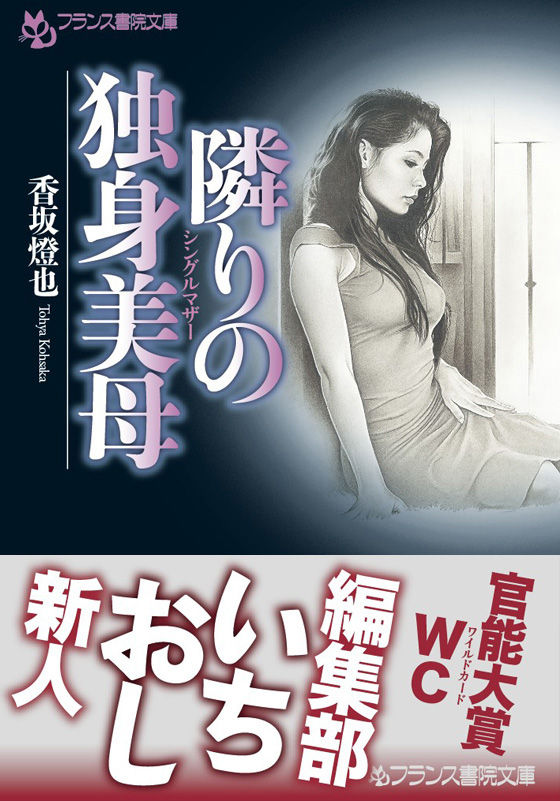 フランス書院文庫
隣りの
独身美母
シングルマザー
香坂燈也
Tohya Kohsaka
官能大賞
WC
ワイルドカード
編集部
いち
おし
新人
フランス書院文庫